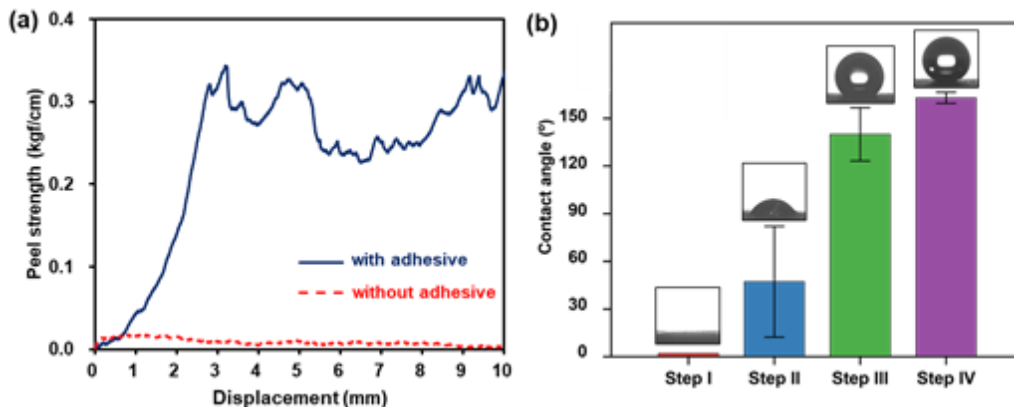 (a)
0.4
0.3
0.2
0.1
0.0
Peel strength (kgf/cm)
with adhesive
without adhesive
0 1 2 3 4 5 6 7 8 9 10
Displacement (mm)
(b)
150
120
90
60
30
0
Contact angle (º)
Step I Step II Step III Step IV